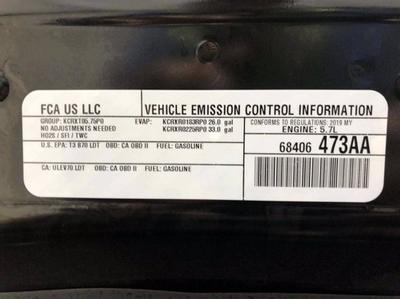 FCA US LLC
VEHICLE EMISSION CONTROL INFORMATION
GROUP: KCRXT05.75P0 EVAP: KCRXR0183RP0 26.0 gal CONFORMS TO REGULATIONS: 2019 MY
NO ADJUSTMENTS NEEDED KCRXR0225RP0 33.0 gal ENGINE: 5.7L
HO2S / SFI / TWC
U.S. EPA: T3 B70 LDT OBD: CA OBD II FUEL: GASOLINE
68406 473AA
CA: ULEV70 LDT OBD: CA OBD II FUEL: GASOLINE